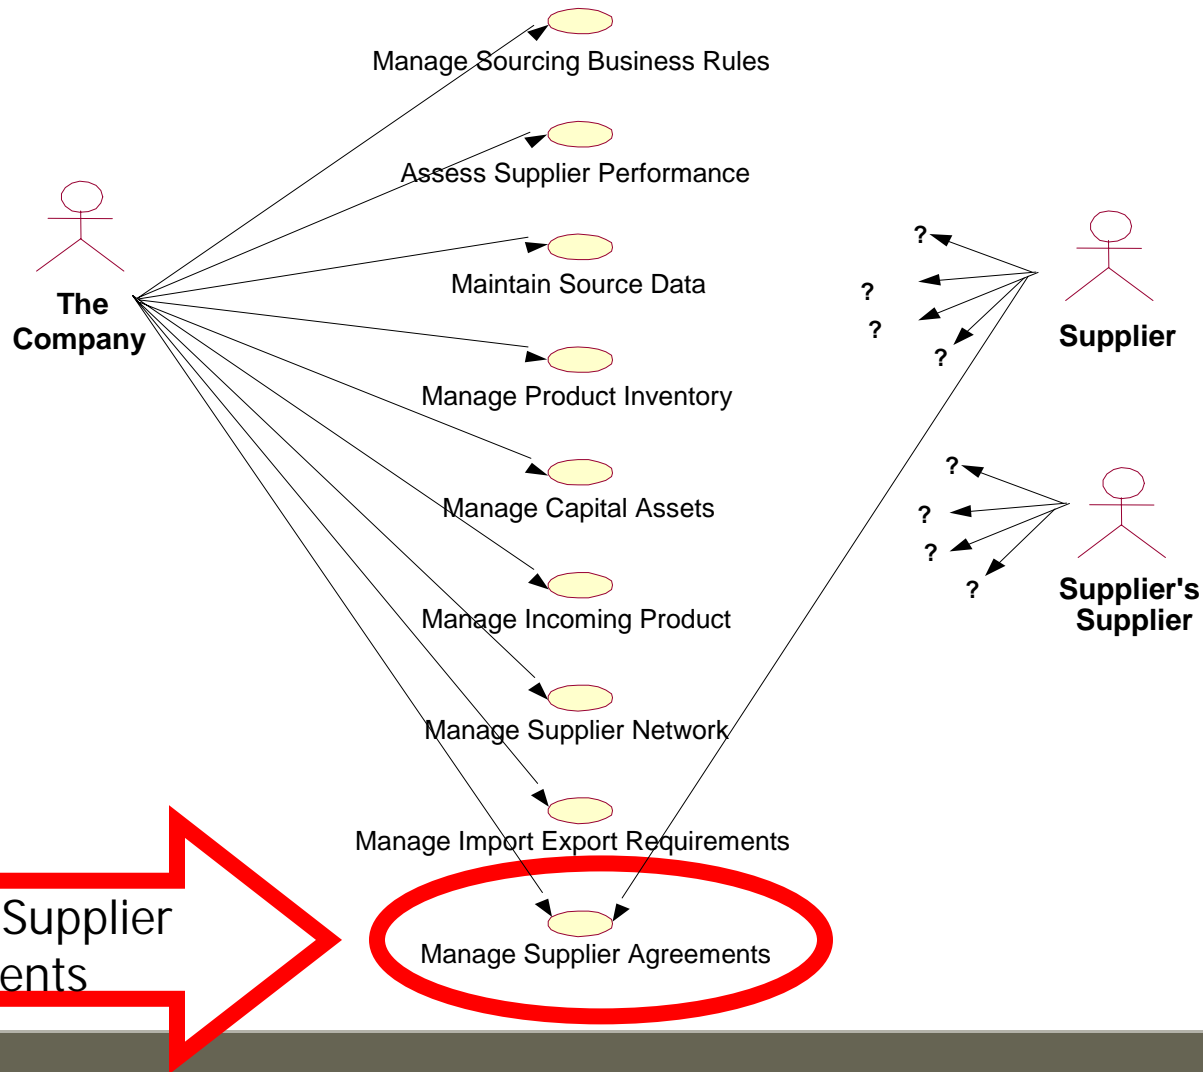 Manage Sourcing Business Rules
Assess Supplier Performance
Maintain Source Data
Manage Product Inventory
Manage Capital Assets
Manage Incoming Product
Manage Supplier Network
Manage Import Export Requirements
Manage Supplier Agreements
The
Company
?
?
?
?
Supplier
?
?
?
?
Supplier's
Supplier
Supplier
ents